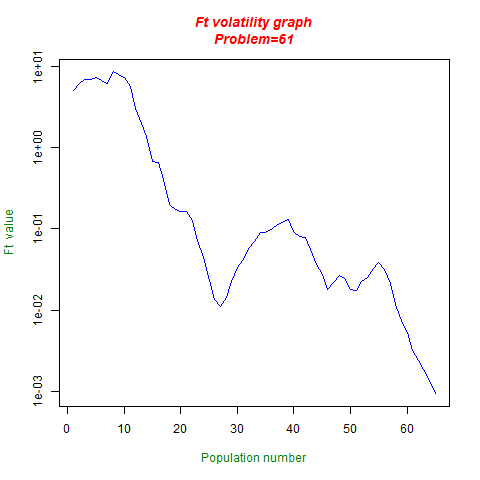 Ft volatility graph
Problem=61
1e+01
1e+00
1e-01
1e-02
1e-03
Ft value
0 10 20 30 40 50 60
Population number